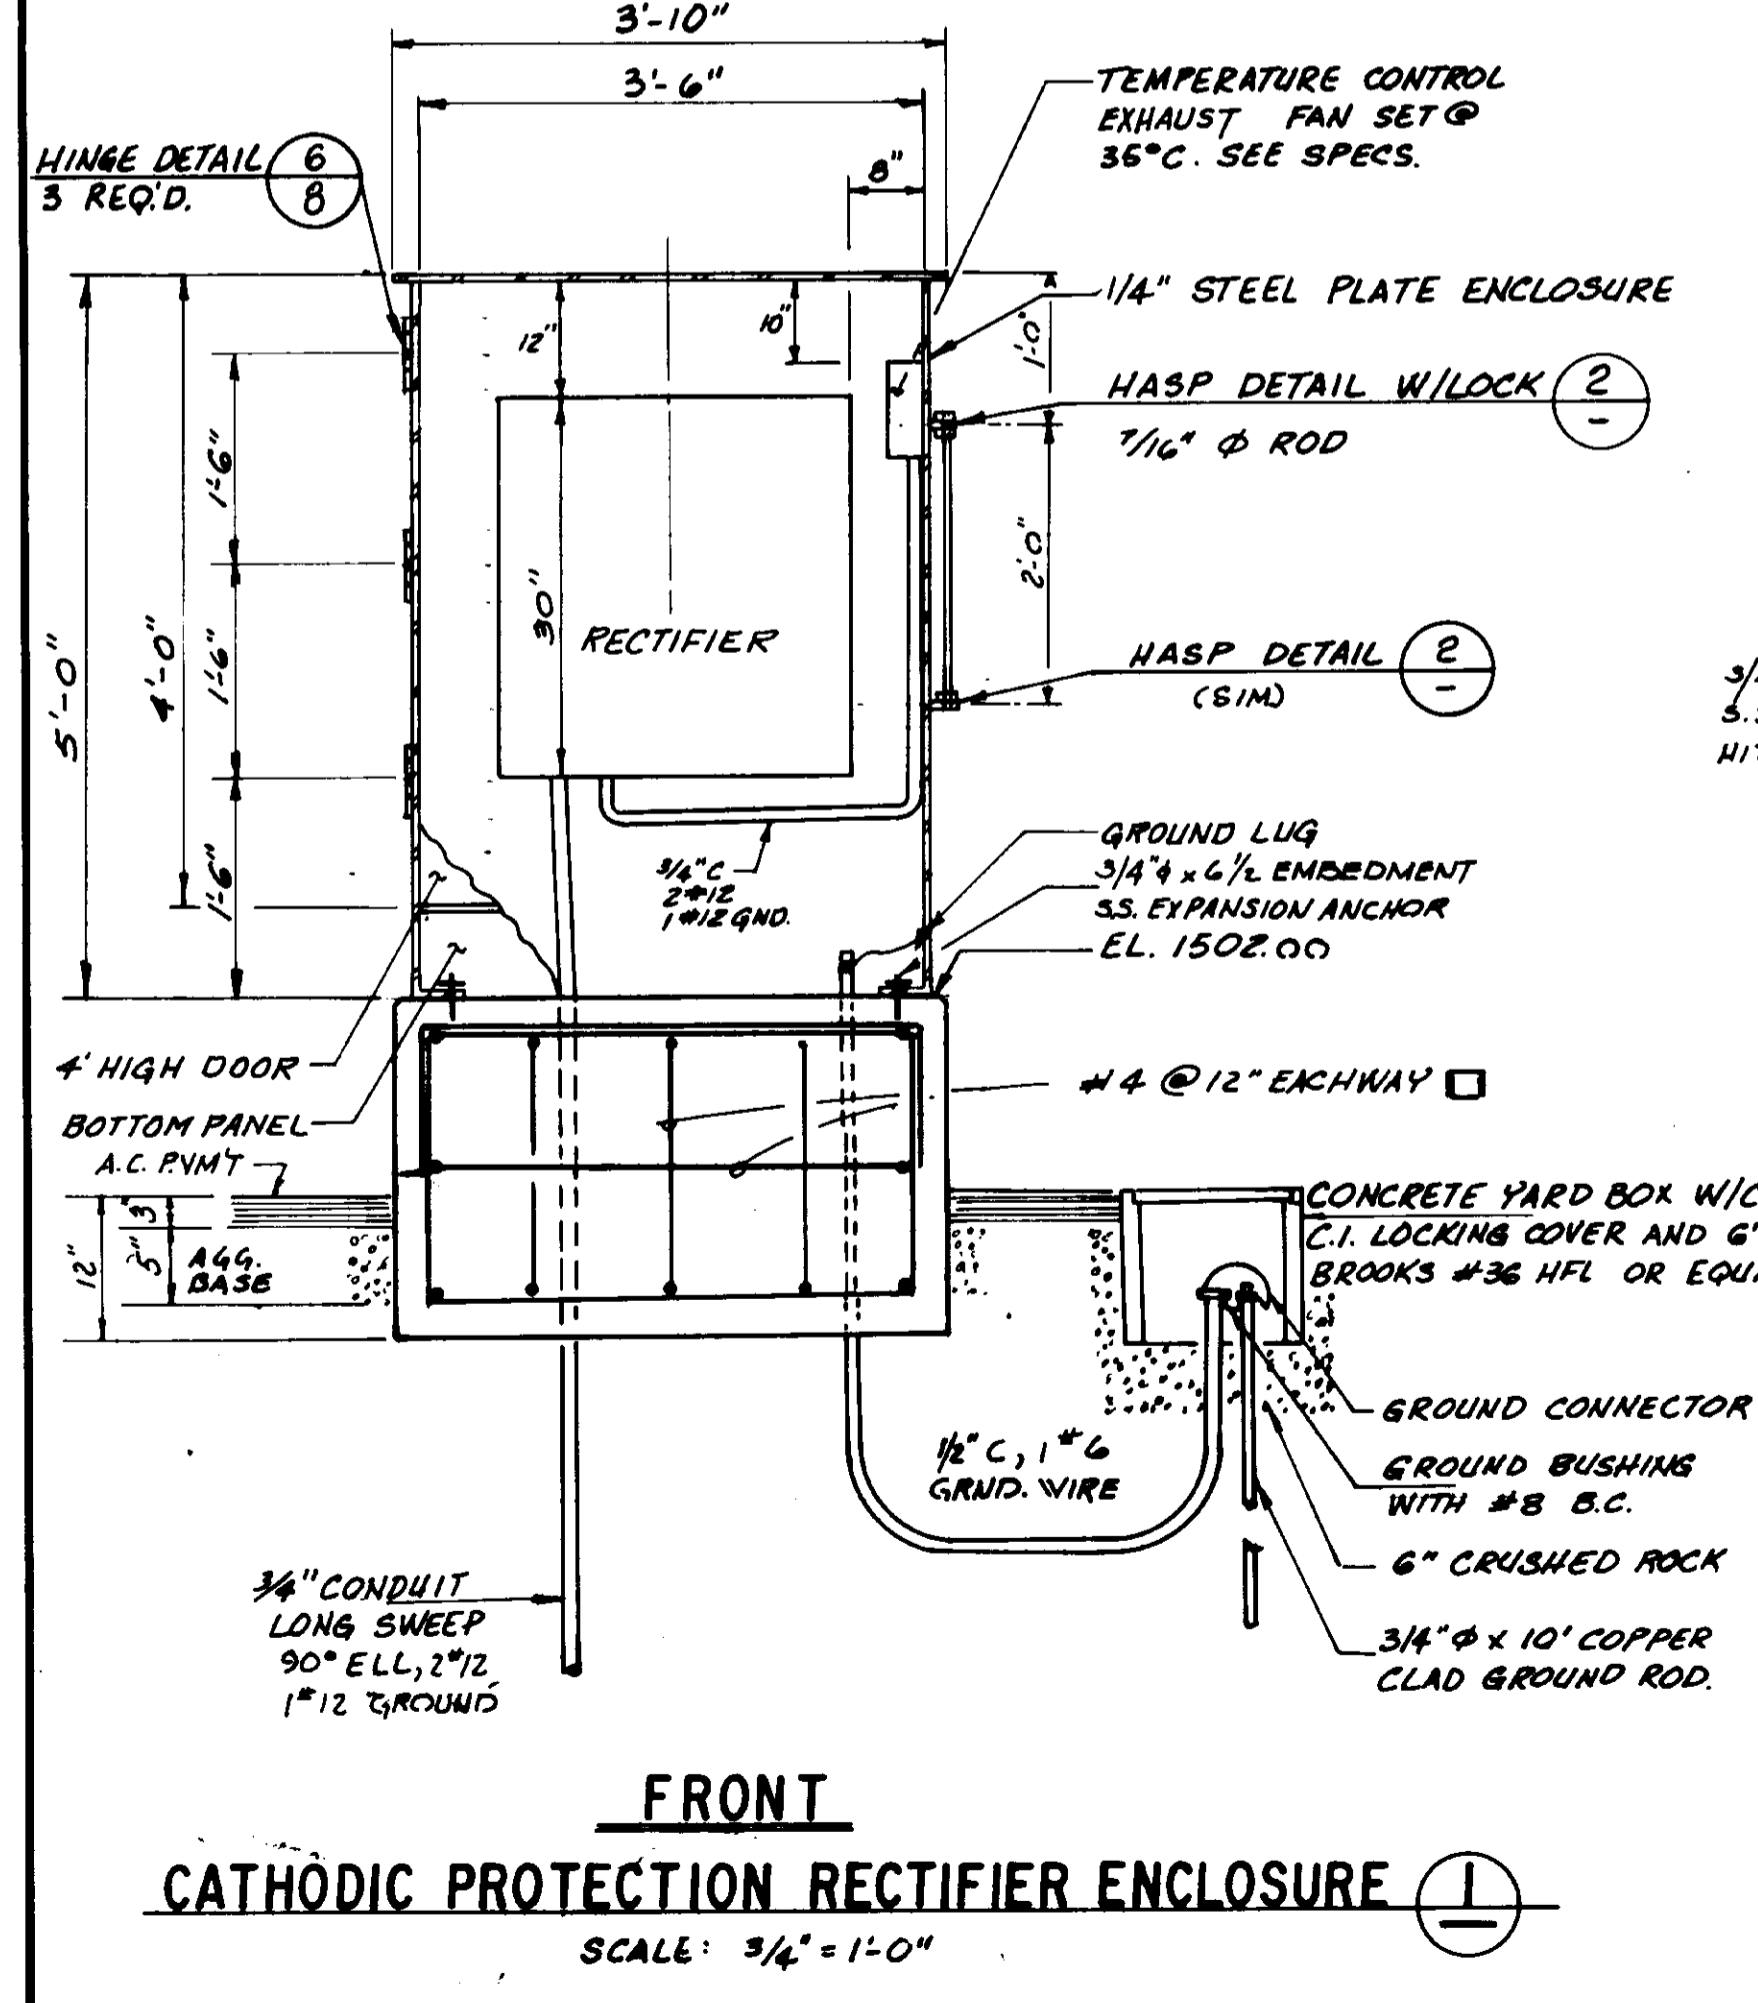 3'-10"
3'-6"
TEMPERATURE CONTROL
EXHAUST FAN SET @
35°C. SEE SPECS.
8"
HINGE DETAIL 6
3 REQ'D. 8
1/4" STEEL PLATE ENCLOSURE
12"
10"
1'-0"
HASP DETAIL W/LOCK 2
7/16" Φ ROD -
1'-6"
2'-0"
30"
RECTIFIER
5'-0"
4'-0"
1'-6"
HASP DETAIL 2
(SIM) -
3/4
S.S
HIT
1'-6"
3/4" C
2#12
1#12 GND.
GROUND LUG
3/4"Φ x 6 1/2 EMBEDMENT
S.S. EXPANSION ANCHOR
EL. 1502.00
4' HIGH DOOR
BOTTOM PANEL
#4 @ 12" EACHWAY
A.C. PVM'T
3"
5"
12"
AGG.
BASE
CONCRETE YARD BOX W/C
C.I. LOCKING COVER AND 6"
BROOKS #36 HFL OR EQUA
GROUND CONNECTOR
1/2" C, 1#6
GRND. WIRE
GROUND BUSHING
WITH #8 B.C.
6" CRUSHED ROCK
3/4" CONDUIT
LONG SWEEP
90° ELL, 2#12
1#12 GROUND
3/4" Φ x 10' COPPER
CLAD GROUND ROD.
FRONT
CATHODIC PROTECTION RECTIFIER ENCLOSURE 1
SCALE: 3/4" = 1'-0"